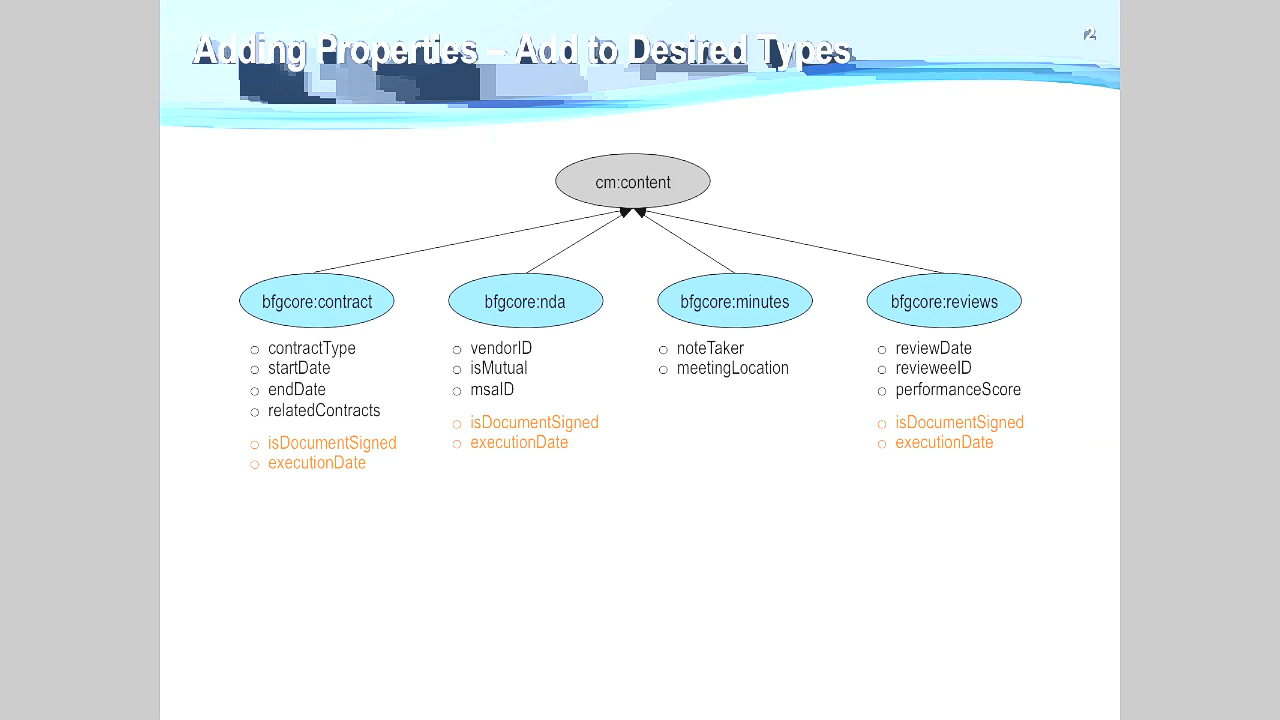 Adding Properties – Add to Desired Types
cm:content
bfgcore:contract
bfgcore:nda
bfgcore:minutes
bfgcore:reviews
contractType
startDate
endDate
relatedContracts
isDocumentSigned
executionDate
vendorID
isMutual
msaID
isDocumentSigned
executionDate
noteTaker
meetingLocation
reviewDate
revieweeID
performanceScore
isDocumentSigned
executionDate